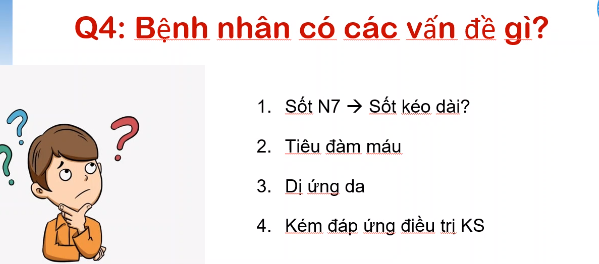 Q4: Bệnh nhân có các vấn đề gì?
1. Sốt N7 → Sốt kéo dài?
2. Tiêu đàm máu
3. Dị ứng da
4. Kém đáp ứng điều trị KS